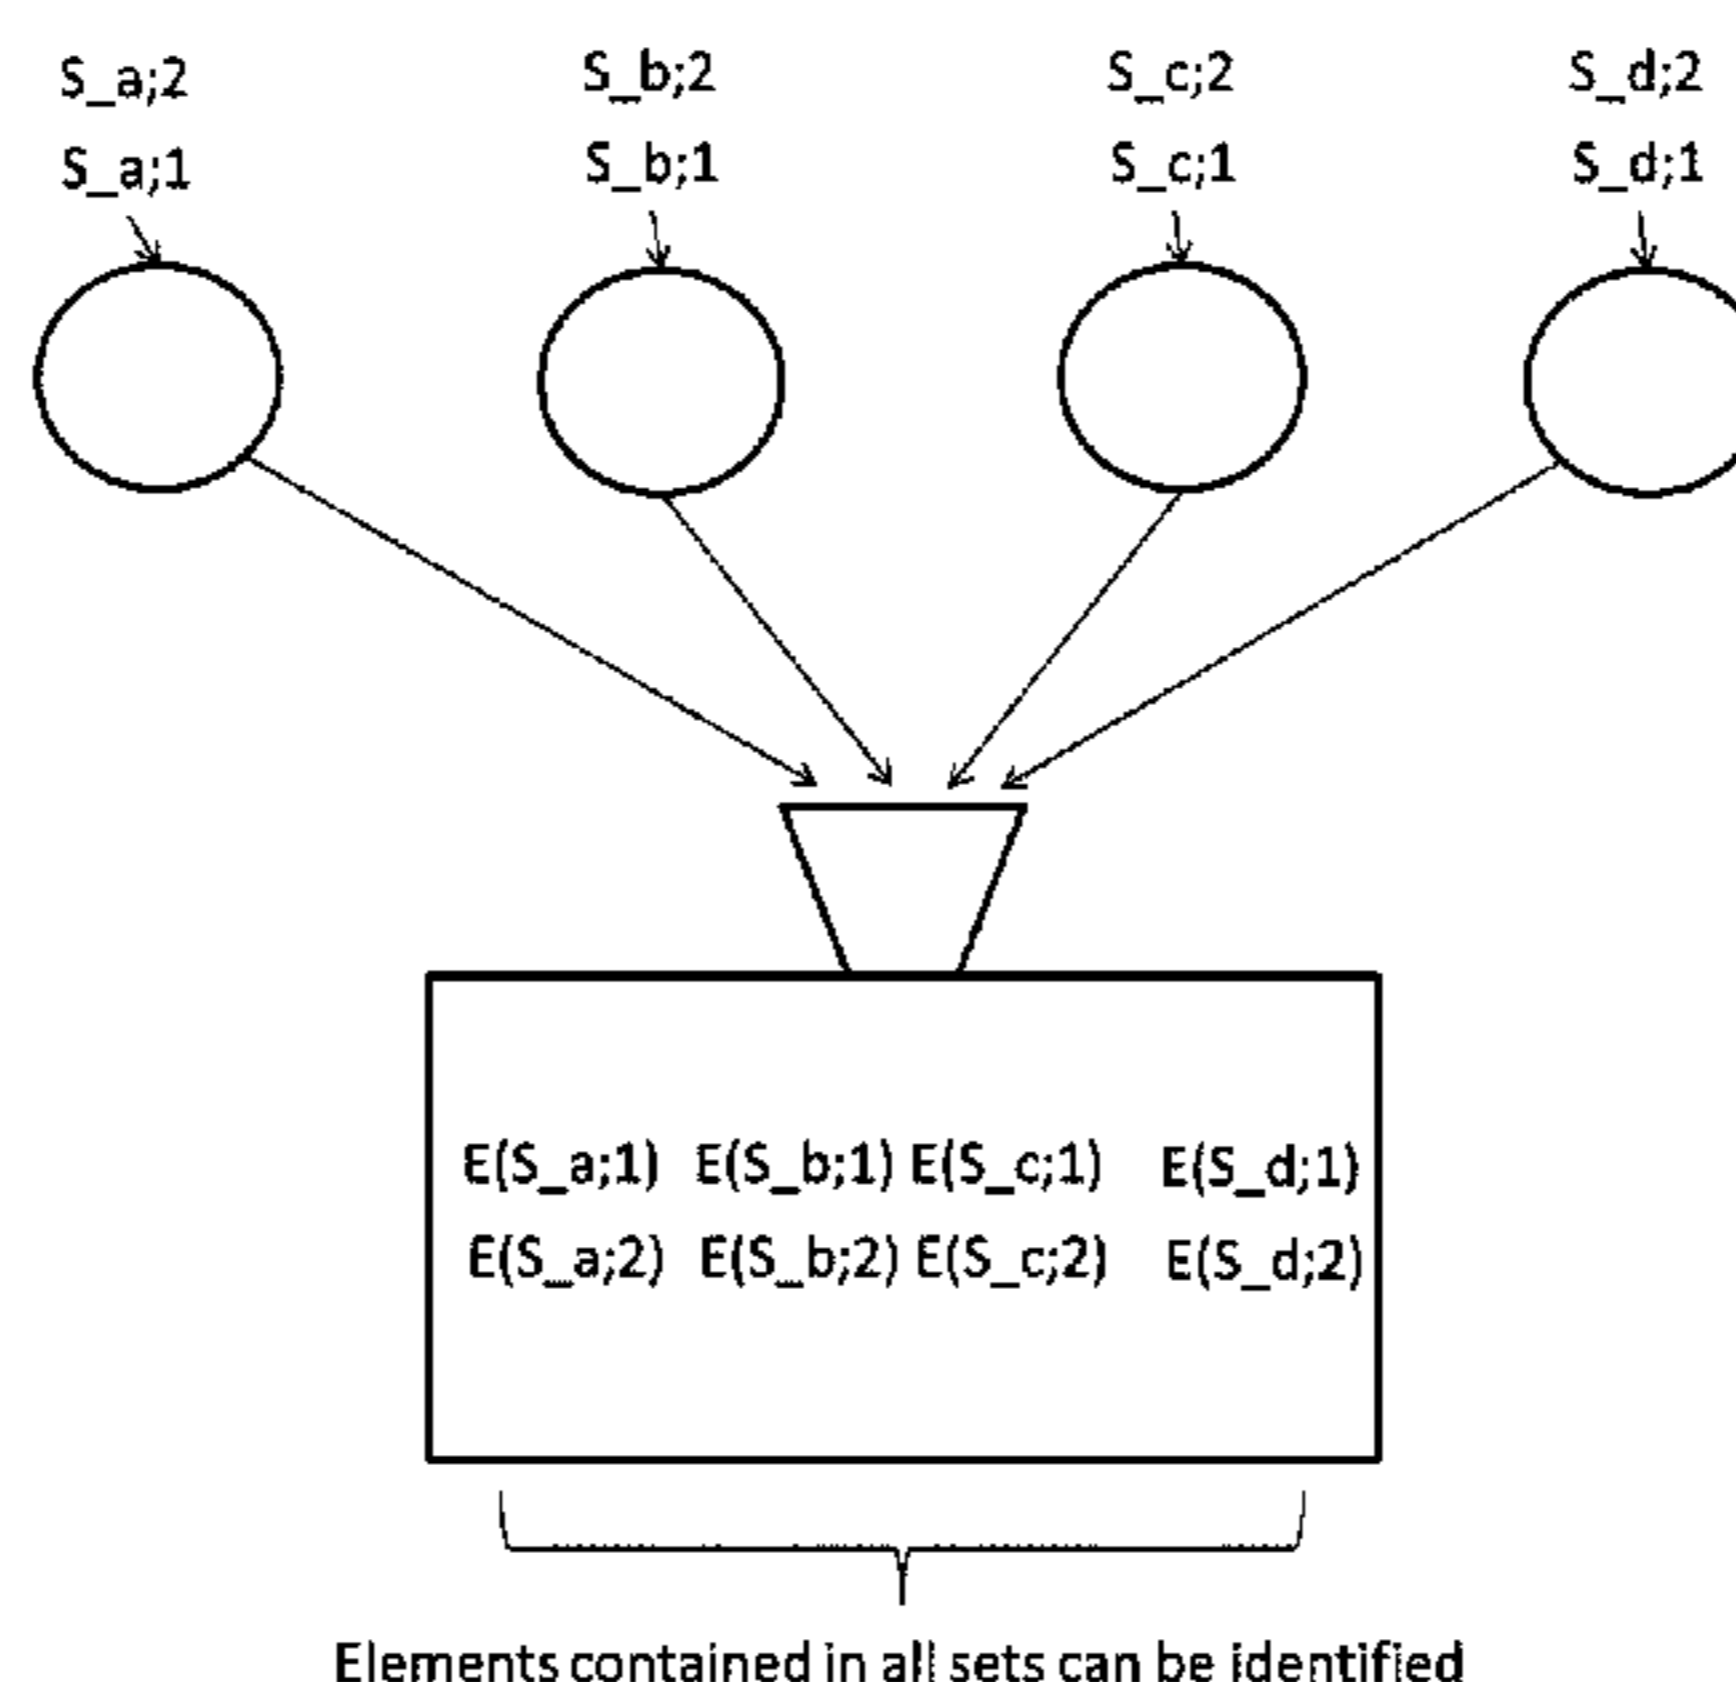 S_a;2 S_b;2 S_c;2 S_d;2
S_a;1 S_b;1 S_c;1 S_d;1
E(S_a;1) E(S_b;1) E(S_c;1) E(S_d;1)
E(S_a;2) E(S_b;2) E(S_c;2) E(S_d;2)
Elements contained in all sets can be identified